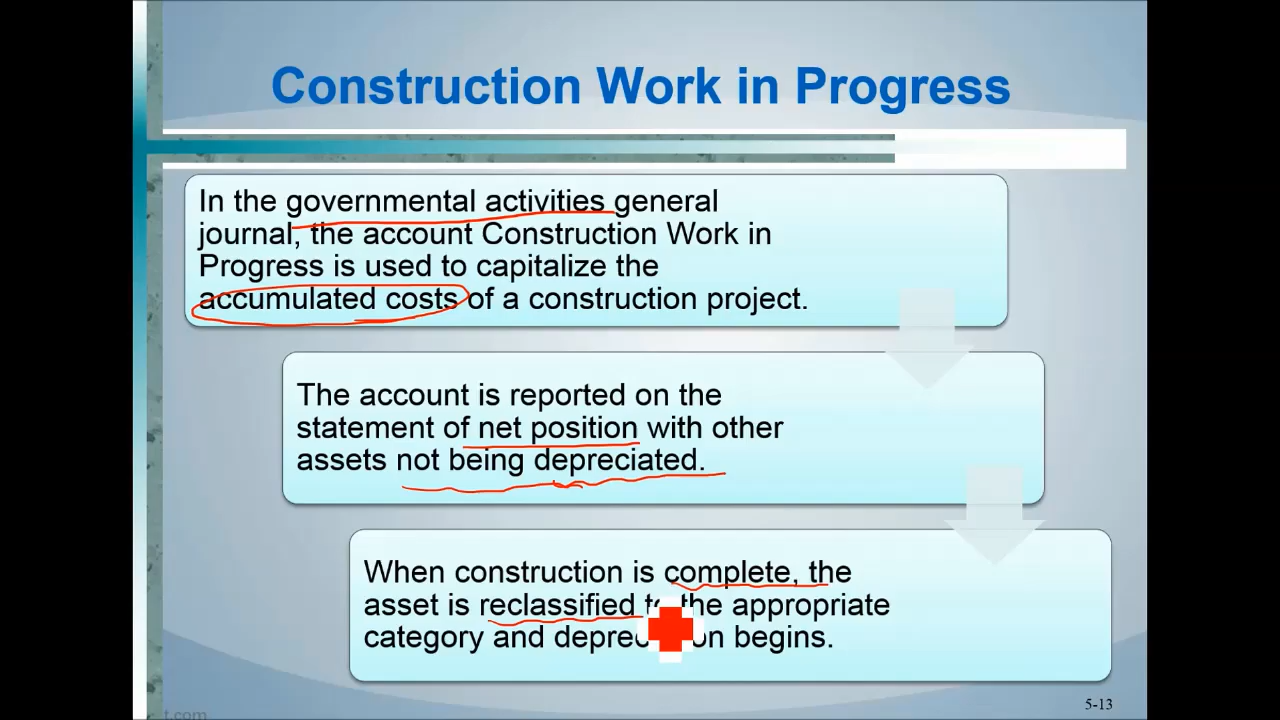 Construction Work in Progress
In the governmental activities general
journal, the account Construction Work in
Progress is used to capitalize the
accumulated costs of a construction project.
The account is reported on the
statement of net position with other
assets not being depreciated.
When construction is complete, the
asset is reclassified to the appropriate
category and depreciation begins.
5-13
t.com